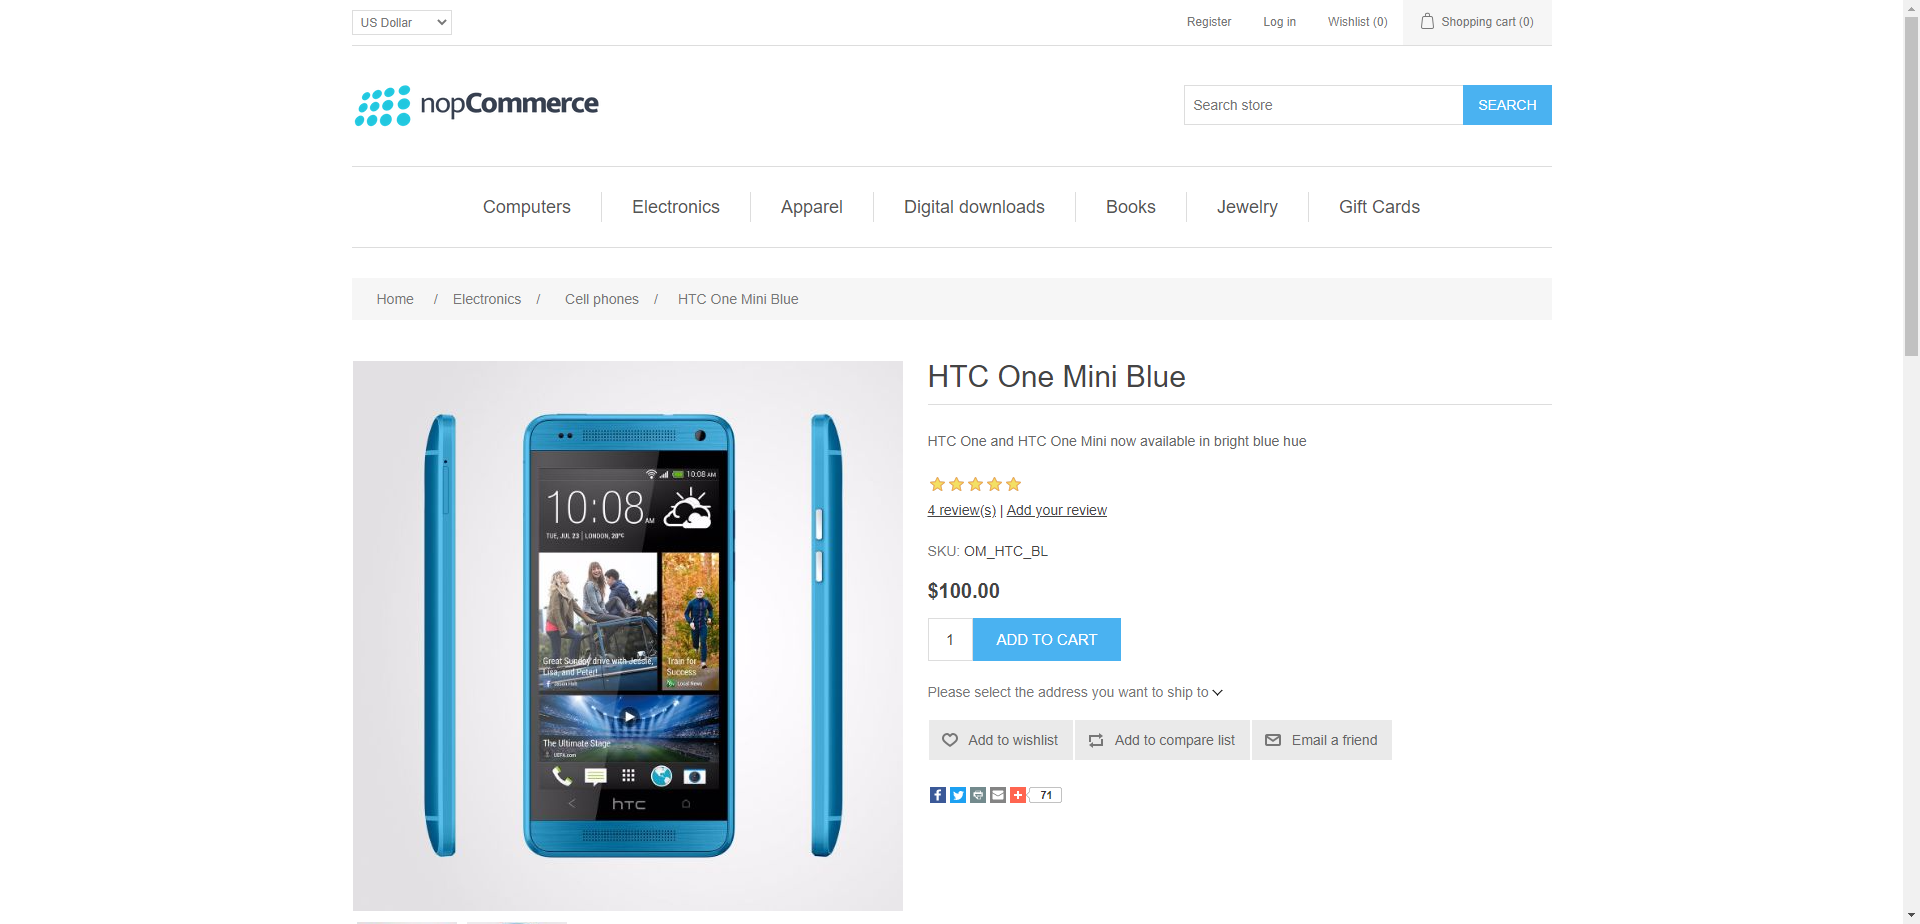 US Dollar
Register
Log in
Wishlist (0)
Shopping cart (0)
nopCommerce
Search store
SEARCH
Computers
Electronics
Apparel
Digital downloads
Books
Jewelry
Gift Cards
Home / Electronics / Cell phones / HTC One Mini Blue
HTC One Mini Blue
HTC One and HTC One Mini now available in bright blue hue
4 review(s) | Add your review
SKU: OM_HTC_BL
$100.00
1
ADD TO CART
Please select the address you want to ship to
Add to wishlist
Add to compare list
Email a friend
71
10:08 AM
10:08 AM
TUE, JUL 23 | LONDON, 20°C
Great Sunday drive with Jessie,
Lisa, and Peter!
Train for
Success
The Ultimate Stage
hTC